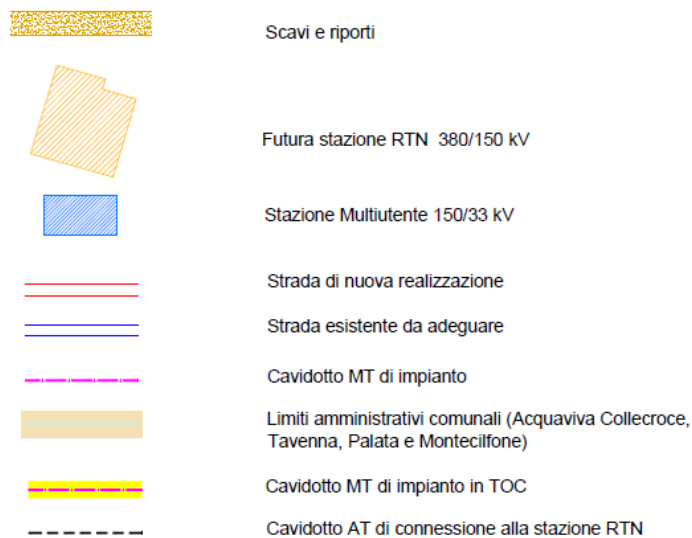 Scavi e riporti
Futura stazione RTN 380/150 kV
Stazione Multiutente 150/33 kV
Strada di nuova realizzazione
Strada esistente da adeguare
Cavidotto MT di impianto
Limiti amministrativi comunali (Acquaviva Collecroce,
Tavenna, Palata e Montecilfone)
Cavidotto MT di impianto in TOC
Cavidotto AT di connessione alla stazione RTN